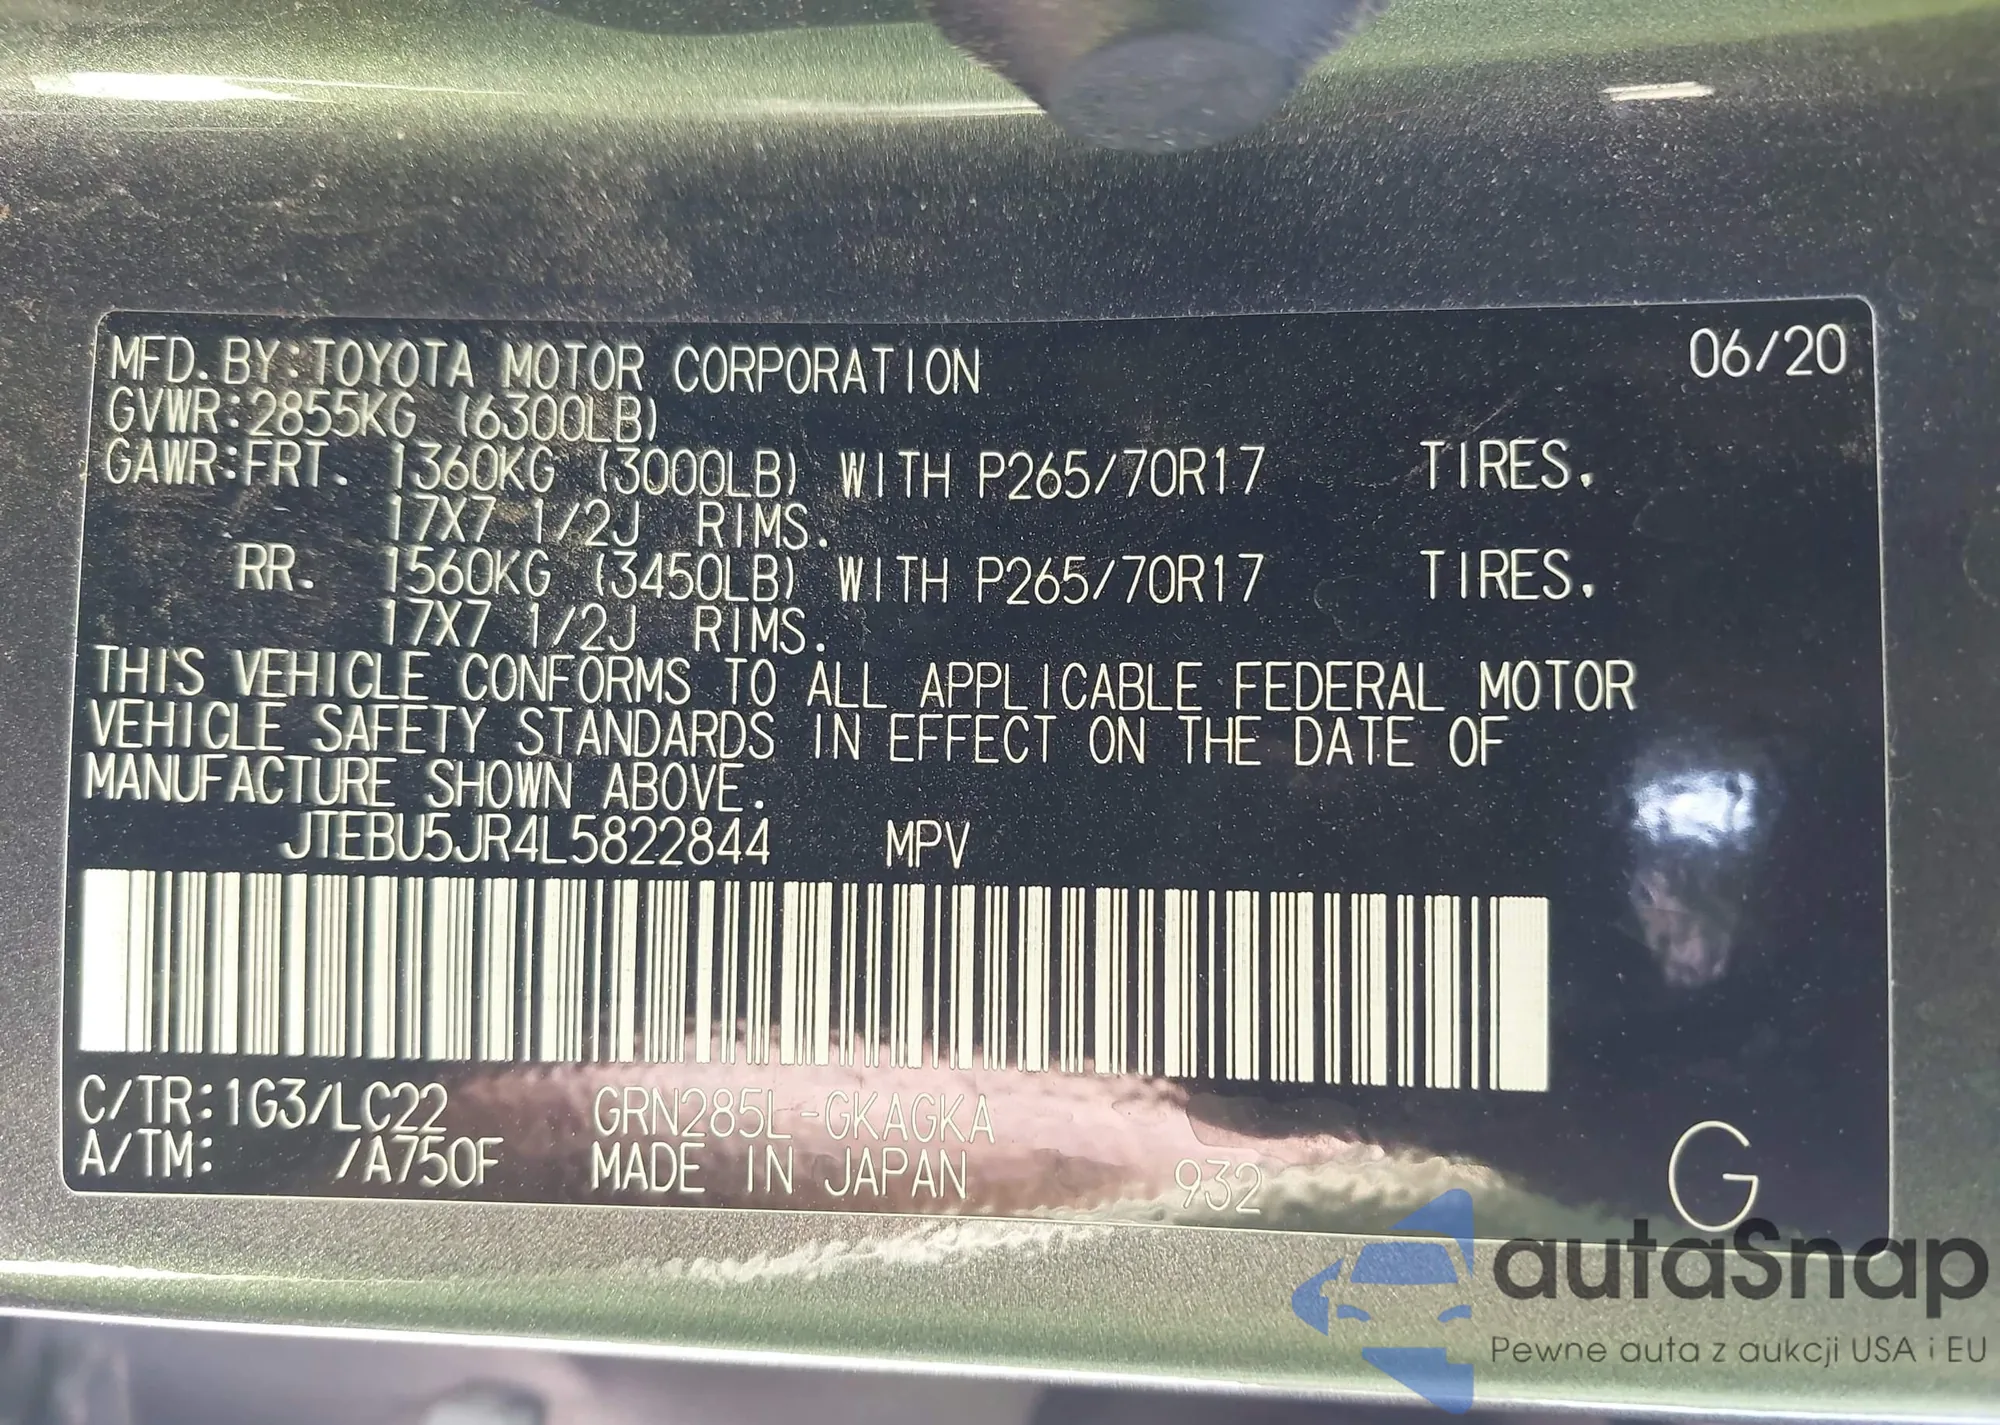 MFD. BY: TOYOTA MOTOR CORPORATION 06/20
GVWR: 2855KG (6300LB)
GAWR: FRT. 1360KG (3000LB) WITH P265/70R17 TIRES,
17X7 1/2J RIMS.
RR. 1560KG (3450LB) WITH P265/70R17 TIRES,
17X7 1/2J RIMS.
THIS VEHICLE CONFORMS TO ALL APPLICABLE FEDERAL MOTOR
VEHICLE SAFETY STANDARDS IN EFFECT ON THE DATE OF
MANUFACTURE SHOWN ABOVE.
JTEBU5JR4L5822844 MPV
C/TR: 1G3/LC22 GRN285L-GKAGKA
A/TM: /A750F MADE IN JAPAN 932 G
autaSnap
Pewne auta z aukcji USA i EU